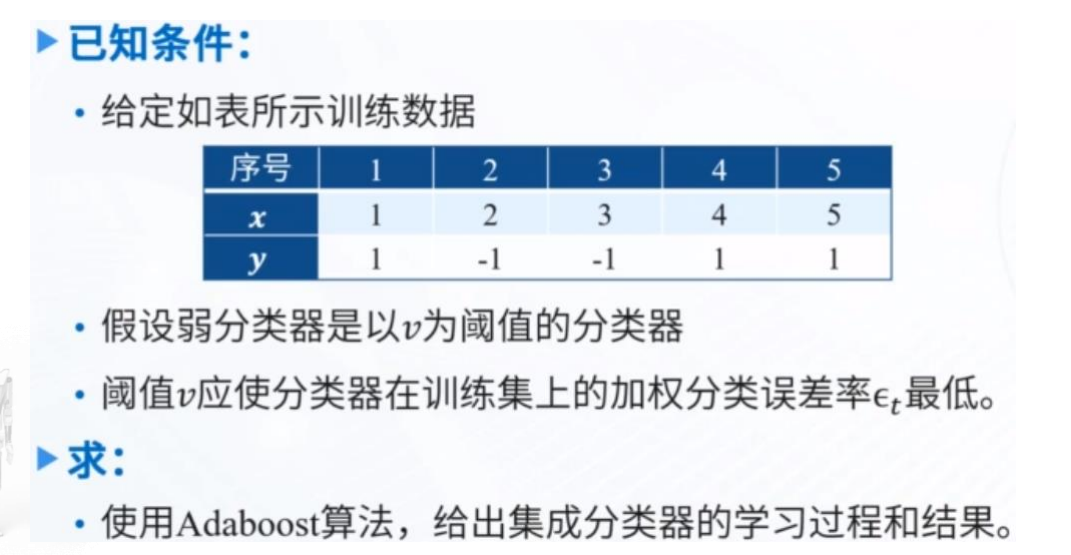 已知条件：
• 给定如表所示训练数据
序号 1 2 3 4 5
x 1 2 3 4 5
y 1 -1 -1 1 1
• 假设弱分类器是以v为阈值的分类器
• 阈值v应使分类器在训练集上的加权分类误差率ϵₜ最低。
求：
• 使用Adaboost算法，给出集成分类器的学习过程和结果。